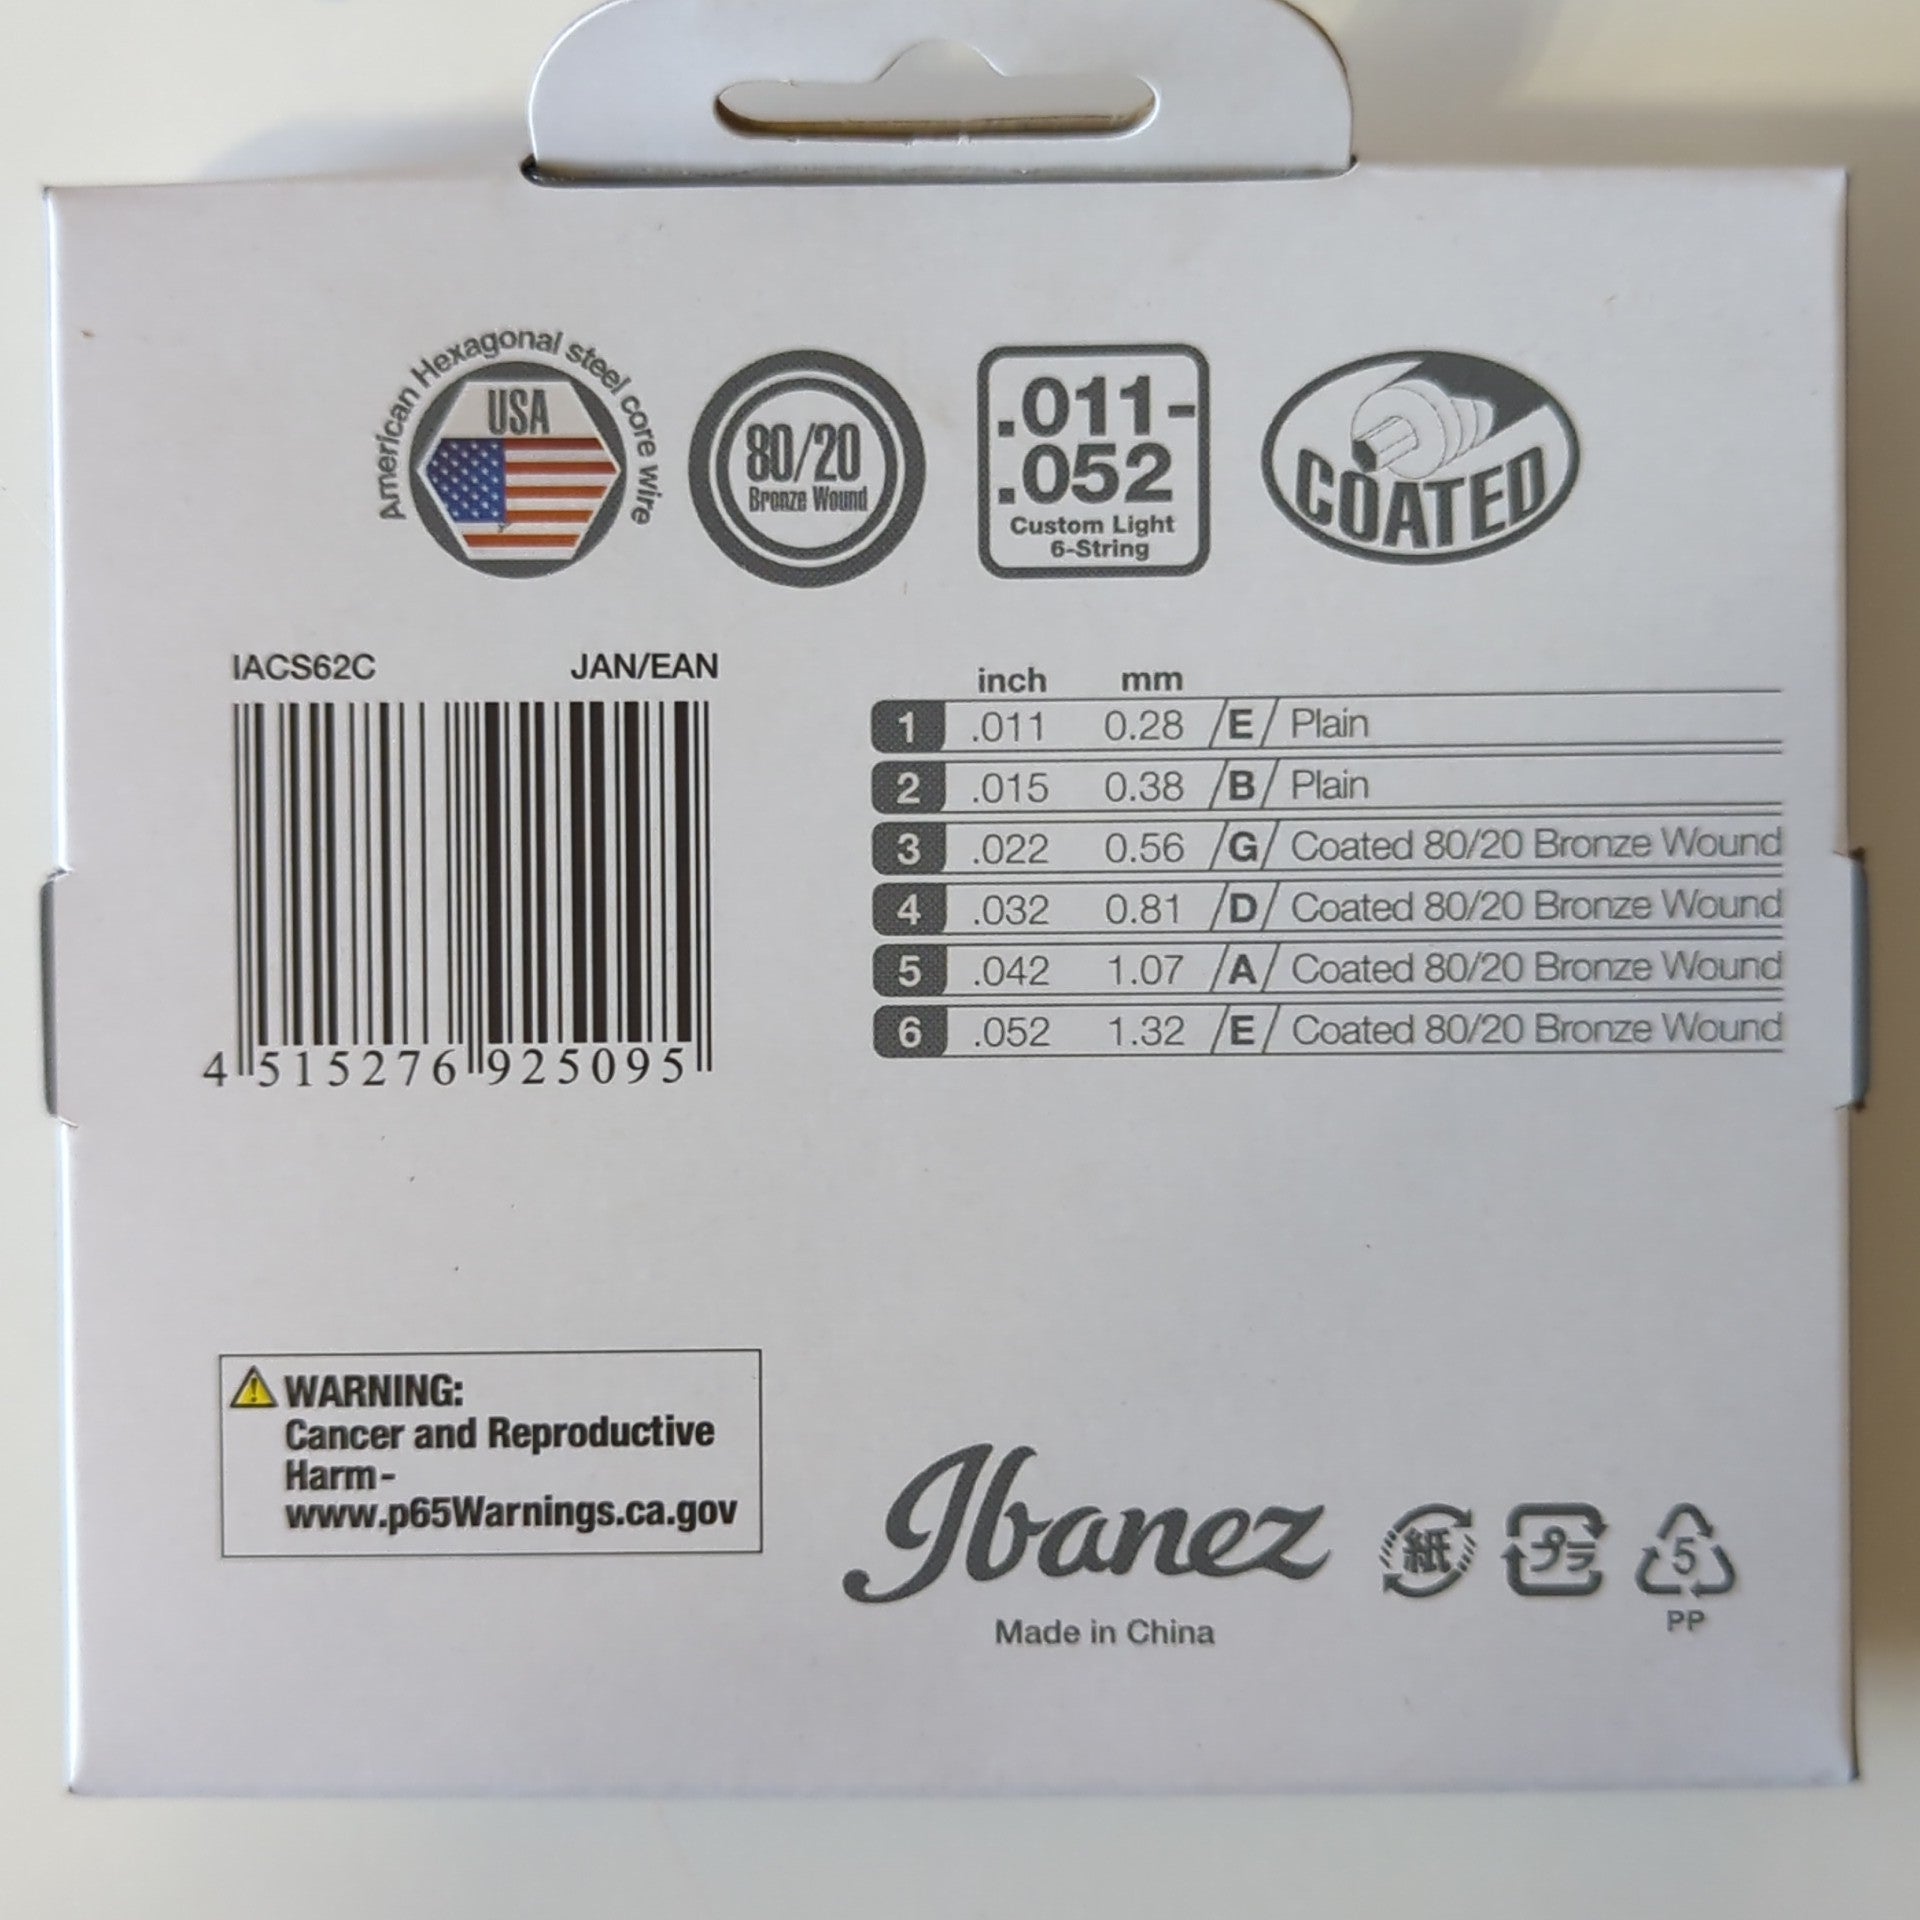 American Hexagonal steel core wire
USA
80/20
Bronze Wound
.011-
.052
Custom Light
6-String
COATED
IACS62C JAN/EAN
4 515276 925095
inch mm
1 .011 0.28 /E/ Plain
2 .015 0.38 /B/ Plain
3 .022 0.56 /G/ Coated 80/20 Bronze Wound
4 .032 0.81 /D/ Coated 80/20 Bronze Wound
5 .042 1.07 /A/ Coated 80/20 Bronze Wound
6 .052 1.32 /E/ Coated 80/20 Bronze Wound
WARNING:
Cancer and Reproductive
Harm-
www.p65Warnings.ca.gov
Ibanez
Made in China
紙
プラ
5
PP